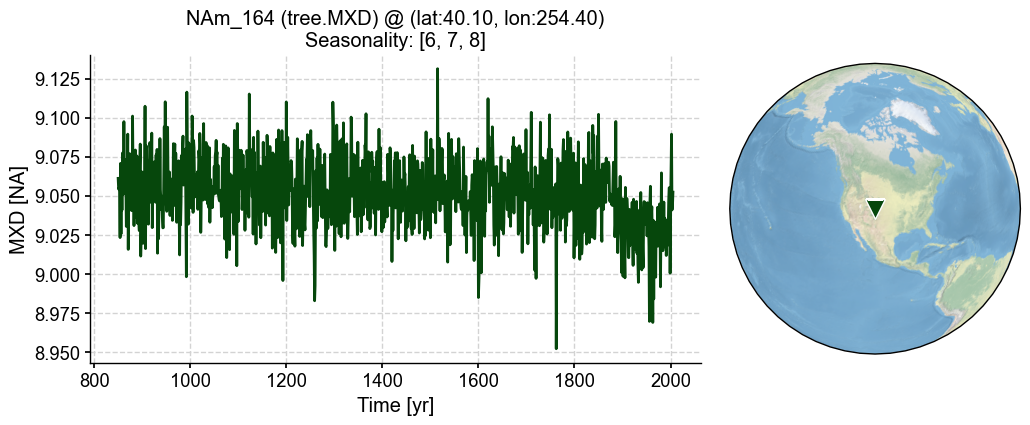 NAm_164 (tree.MXD) @ (lat:40.10, lon:254.40)
Seasonality: [6, 7, 8]
MXD [NA]
9.125
9.100
9.075
9.050
9.025
9.000
8.975
8.950
800 1000 1200 1400 1600 1800 2000
Time [yr]